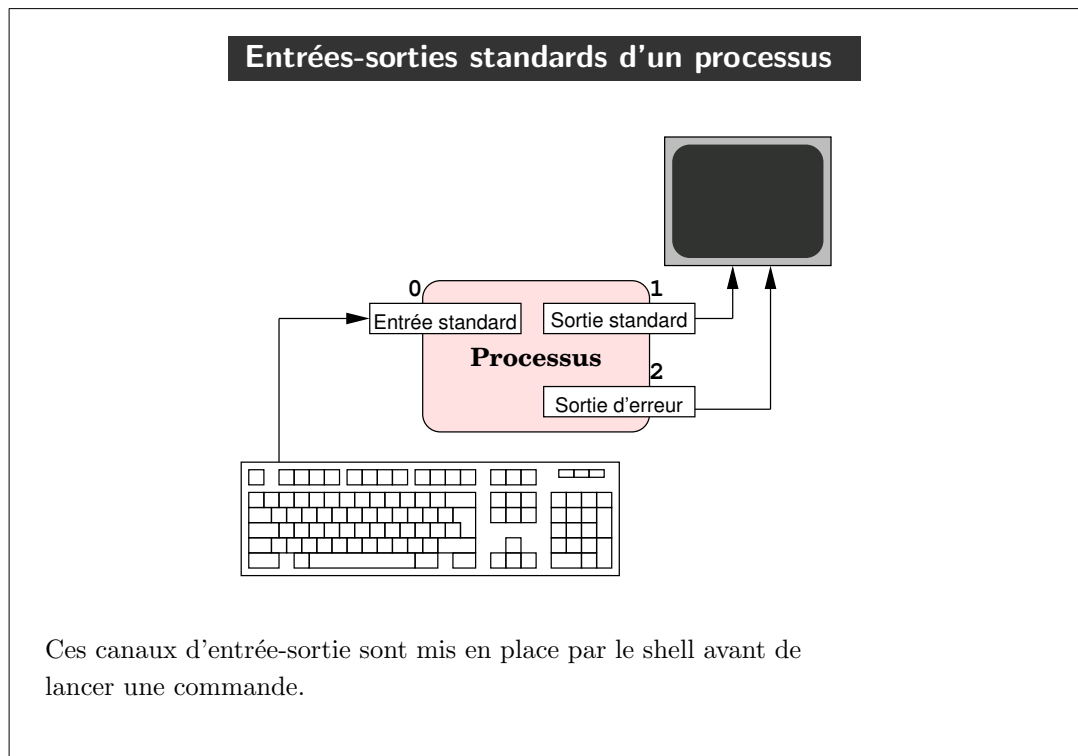 Entrées-sorties standards d'un processus
0
1
Entrée standard
Sortie standard
Processus
2
Sortie d'erreur
Ces canaux d'entrée-sortie sont mis en place par le shell avant de
lancer une commande.